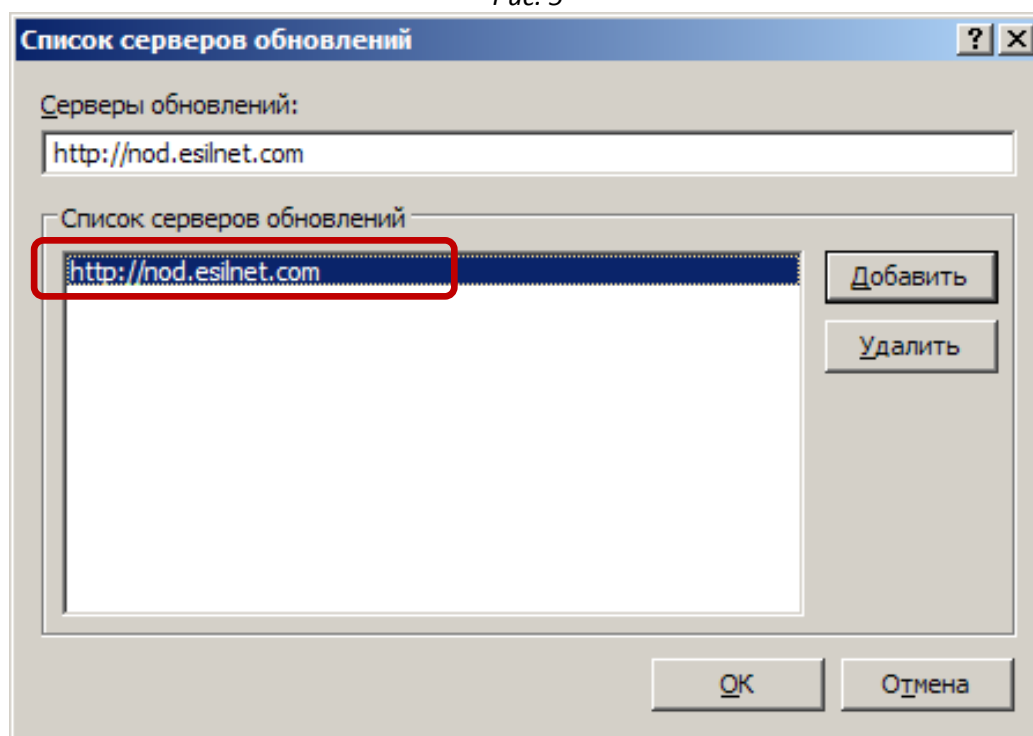 Список серверов обновлений
Серверы обновлений:
http://nod.esilnet.com
Список серверов обновлений
http://nod.esilnet.com
Добавить
Удалить
OK
Отмена